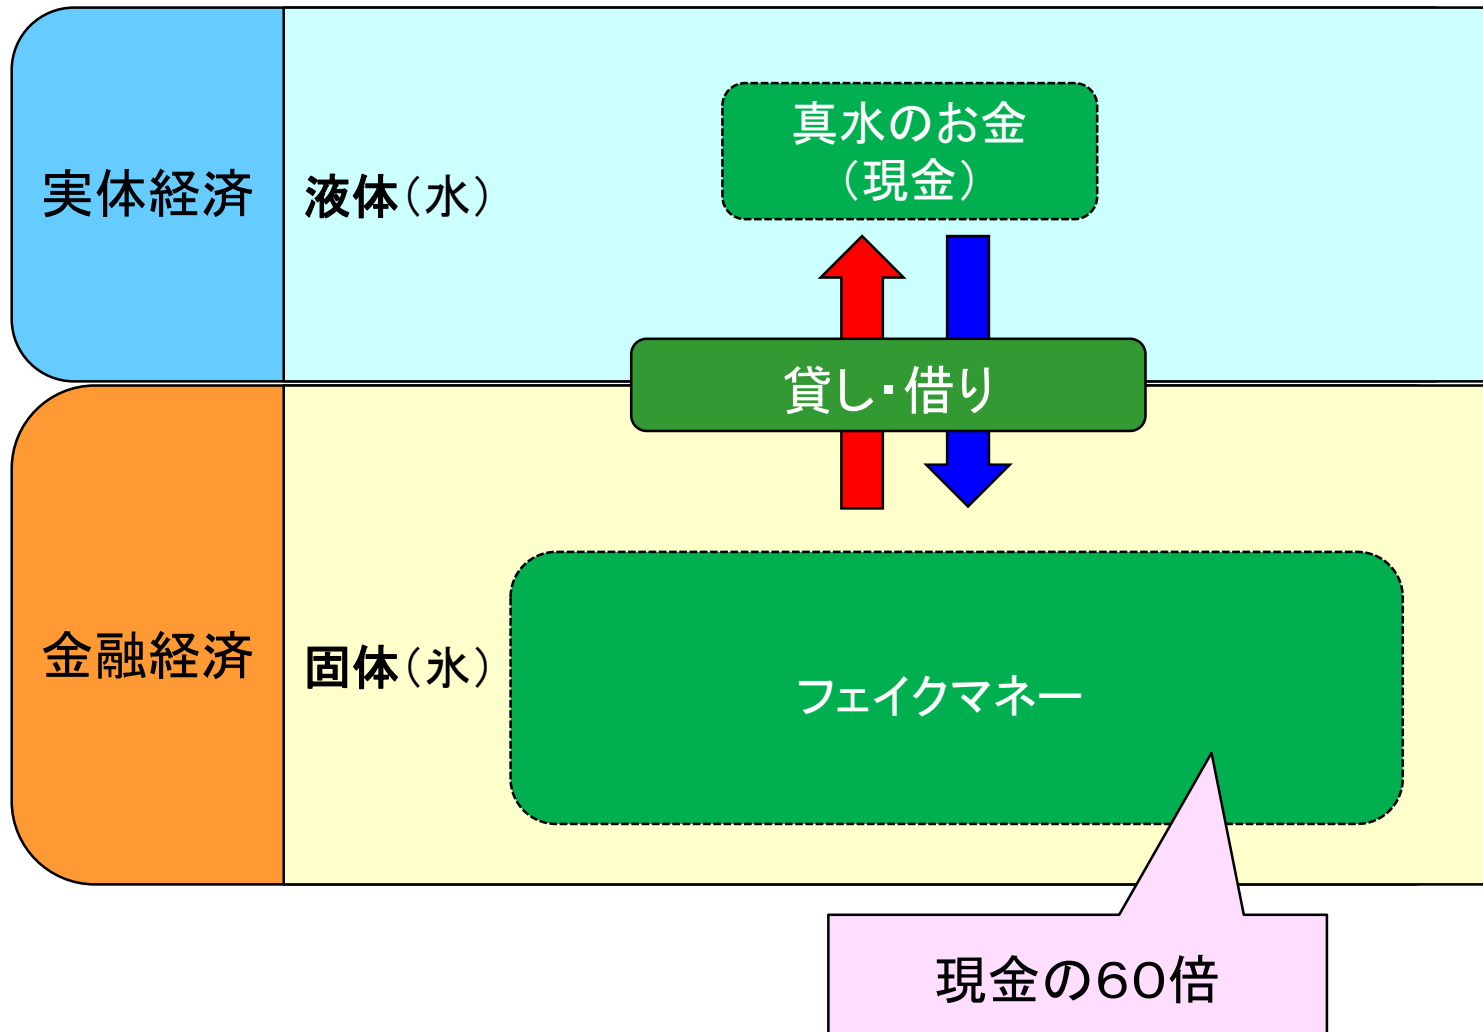 実体経済
液体（水）
真水のお金
（現金）
貸し・借り
金融経済
固体（氷）
フェイクマネー
現金の６０倍